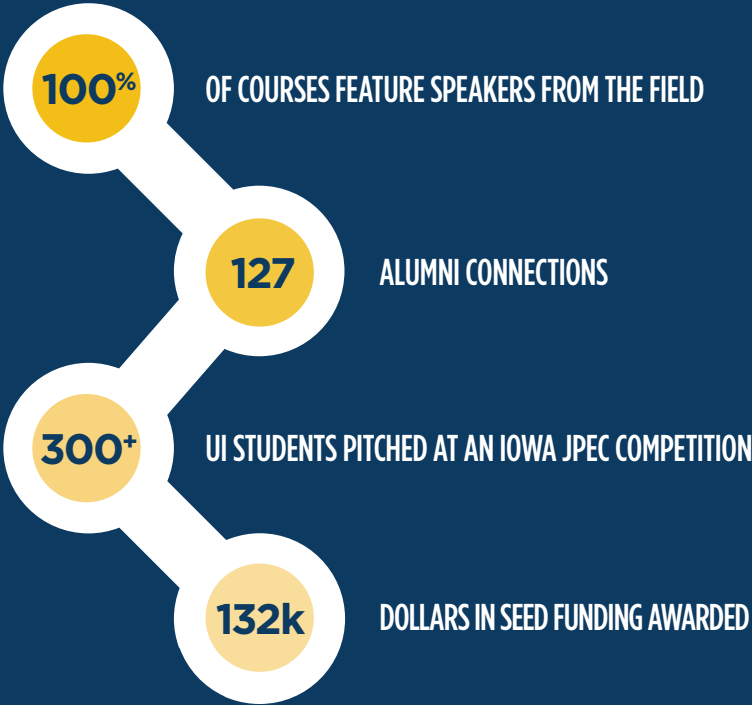 100% OF COURSES FEATURE SPEAKERS FROM THE FIELD
127 ALUMNI CONNECTIONS
300+ UI STUDENTS PITCHED AT AN IOWA JPEC COMPETITION
132k DOLLARS IN SEED FUNDING AWARDED